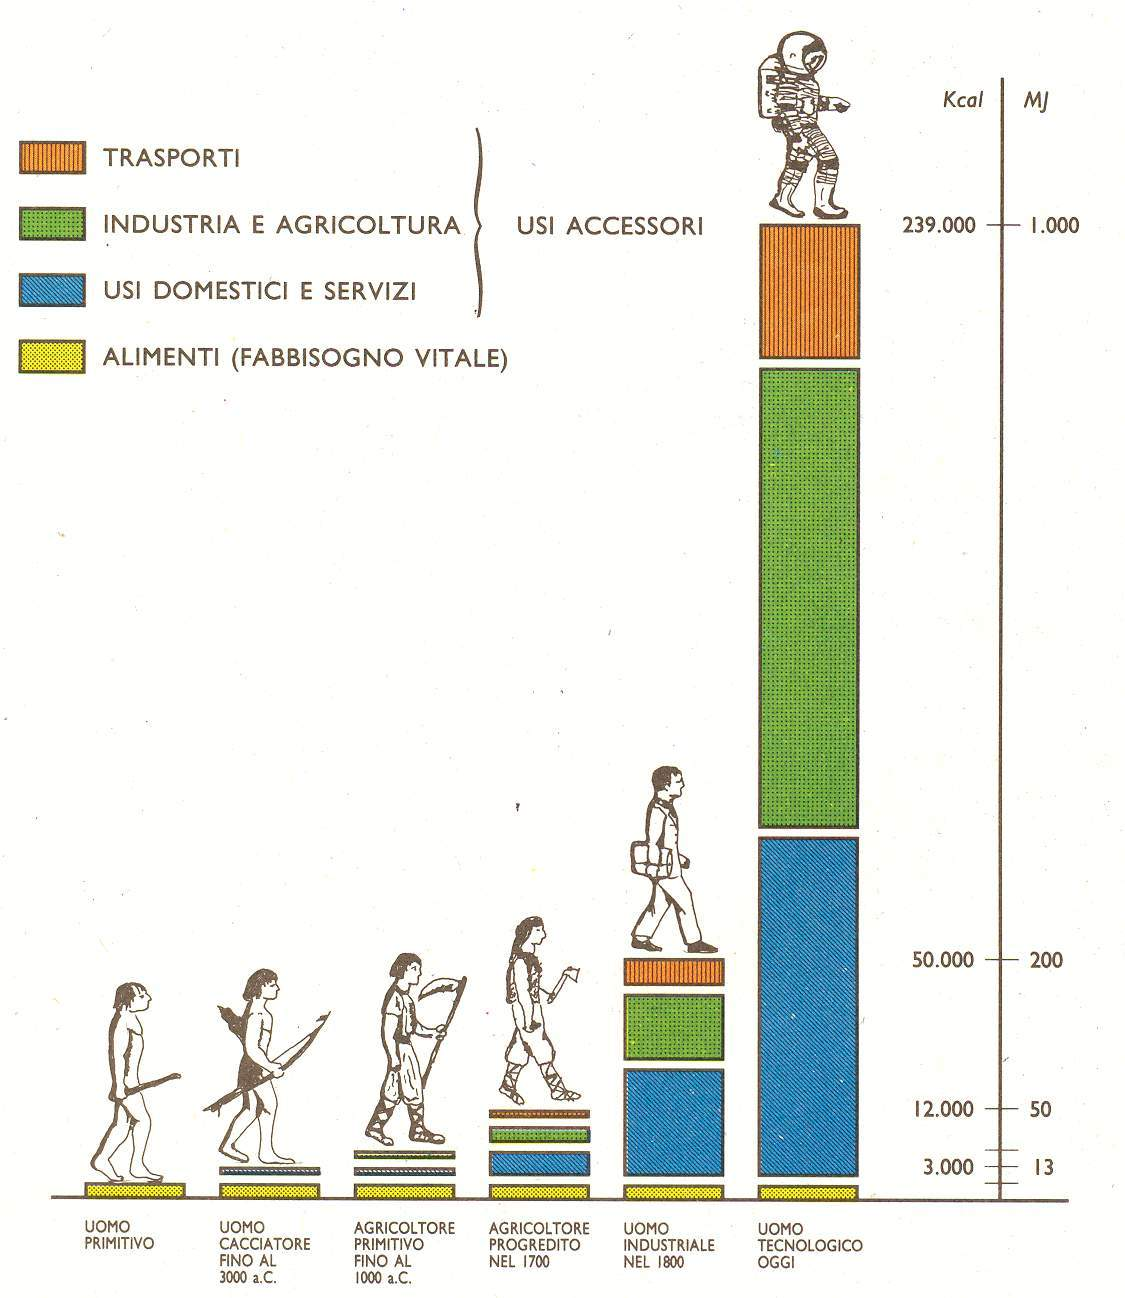 Kcal MJ
TRASPORTI
INDUSTRIA E AGRICOLTURA
USI ACCESSORI
239.000 1.000
USI DOMESTICI E SERVIZI
ALIMENTI (FABBISOGNO VITALE)
50.000 200
12.000 50
3.000 13
UOMO
PRIMITIVO
UOMO
CACCIATORE
FINO AL
3000 a.C.
AGRICOLTORE
PRIMITIVO
FINO AL
1000 a.C.
AGRICOLTORE
PROGREDITO
NEL 1700
UOMO
INDUSTRIALE
NEL 1800
UOMO
TECNOLOGICO
OGGI